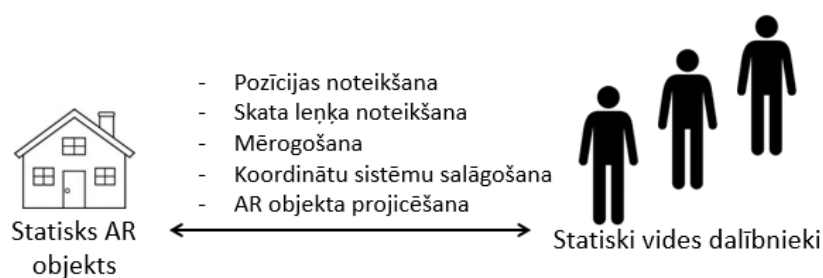 - Pozīcijas noteikšana
- Skata leņķa noteikšana
- Mērogošana
- Koordinātu sistēmu salāgošana
- AR objekta projicēšana
Statisks AR
objekts
Statiski vides dalībnieki